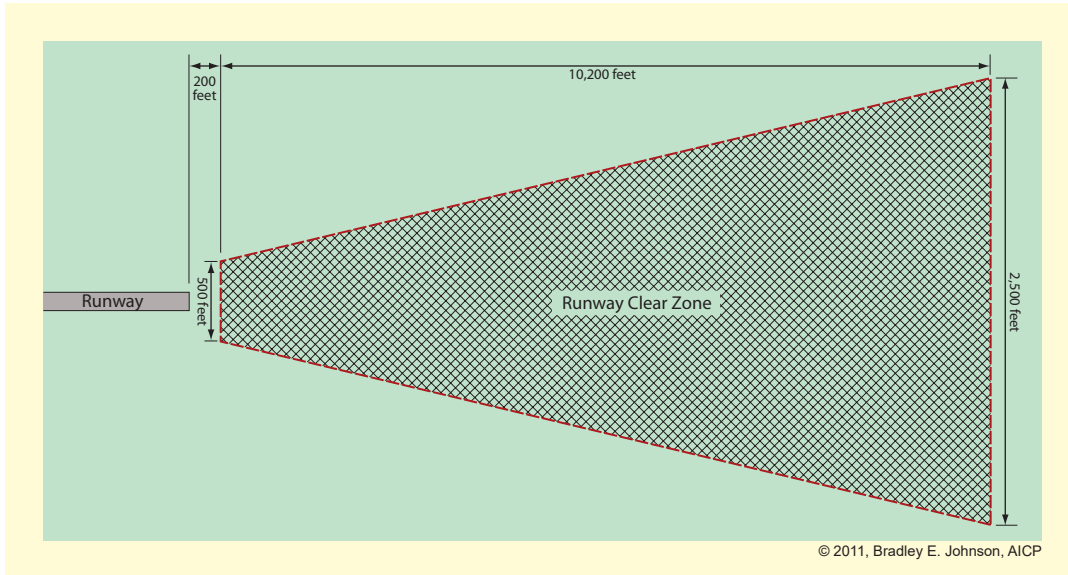 200
feet
10,200 feet
Runway
500 feet
Runway Clear Zone
2,500 feet
© 2011, Bradley E. Johnson, AICP